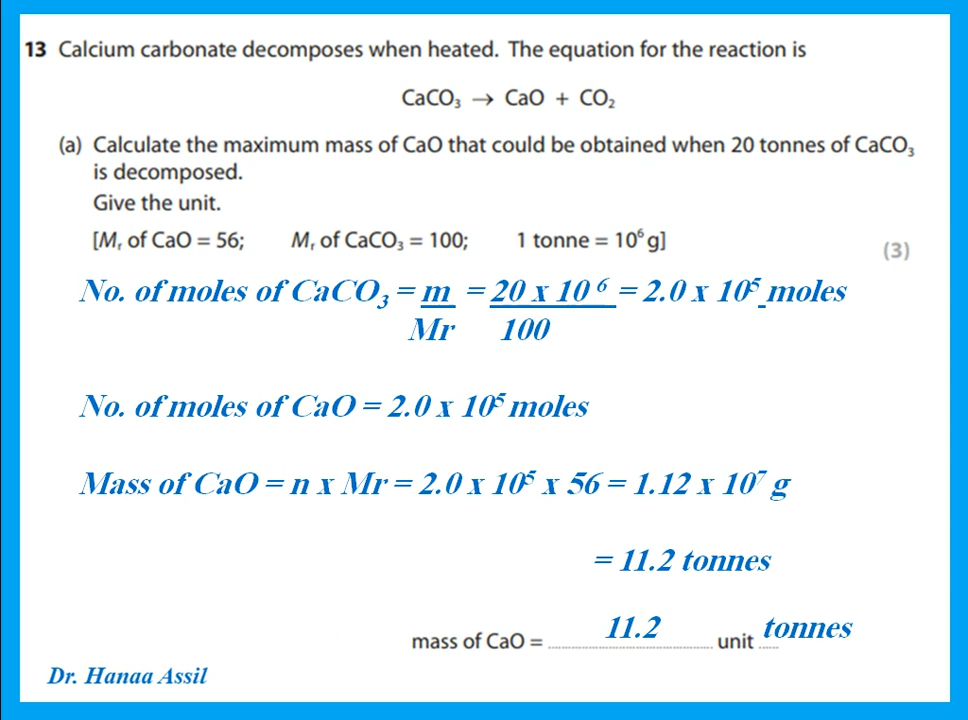 13 Calcium carbonate decomposes when heated. The equation for the reaction is
CaCO₃ → CaO + CO₂
(a) Calculate the maximum mass of CaO that could be obtained when 20 tonnes of CaCO₃
is decomposed.
Give the unit.
[Mᵣ of CaO = 56; Mᵣ of CaCO₃ = 100; 1 tonne = 10⁶ g]
(3)
No. of moles of CaCO₃ = m = 20 x 10 ⁶ = 2.0 x 10⁵ moles
Mr 100
No. of moles of CaO = 2.0 x 10⁵ moles
Mass of CaO = n x Mr = 2.0 x 10⁵ x 56 = 1.12 x 10⁷ g
= 11.2 tonnes
mass of CaO = 11.2 unit tonnes
Dr. Hanaa Assil